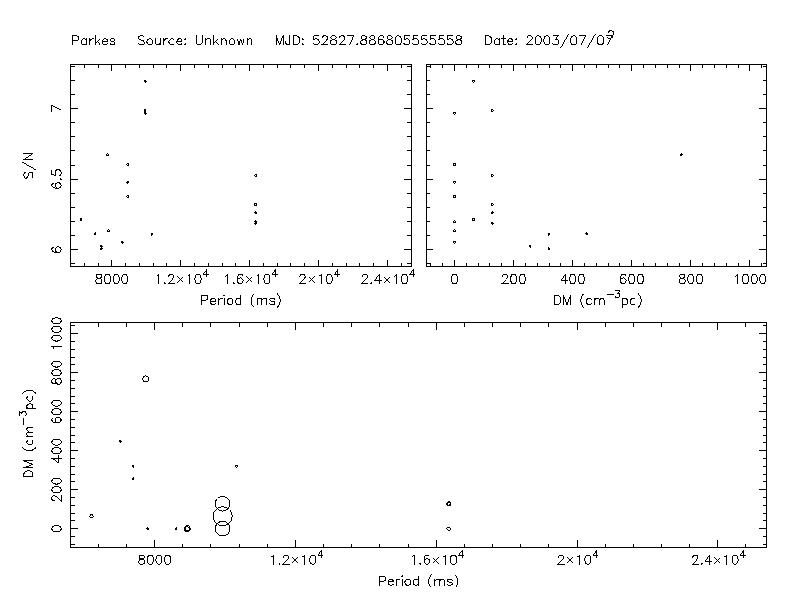 Parkes Source: Unknown MJD: 52827.886805555558 Date: 2003/07/07
S/N
7
6.5
6
8000 1.2×10⁴ 1.6×10⁴ 2×10⁴ 2.4×10⁴
Period (ms)
0 200 400 600 800 1000
DM (cm⁻³pc)
DM (cm⁻³pc)
1000
800
600
400
200
0
8000 1.2×10⁴ 1.6×10⁴ 2×10⁴ 2.4×10⁴
Period (ms)